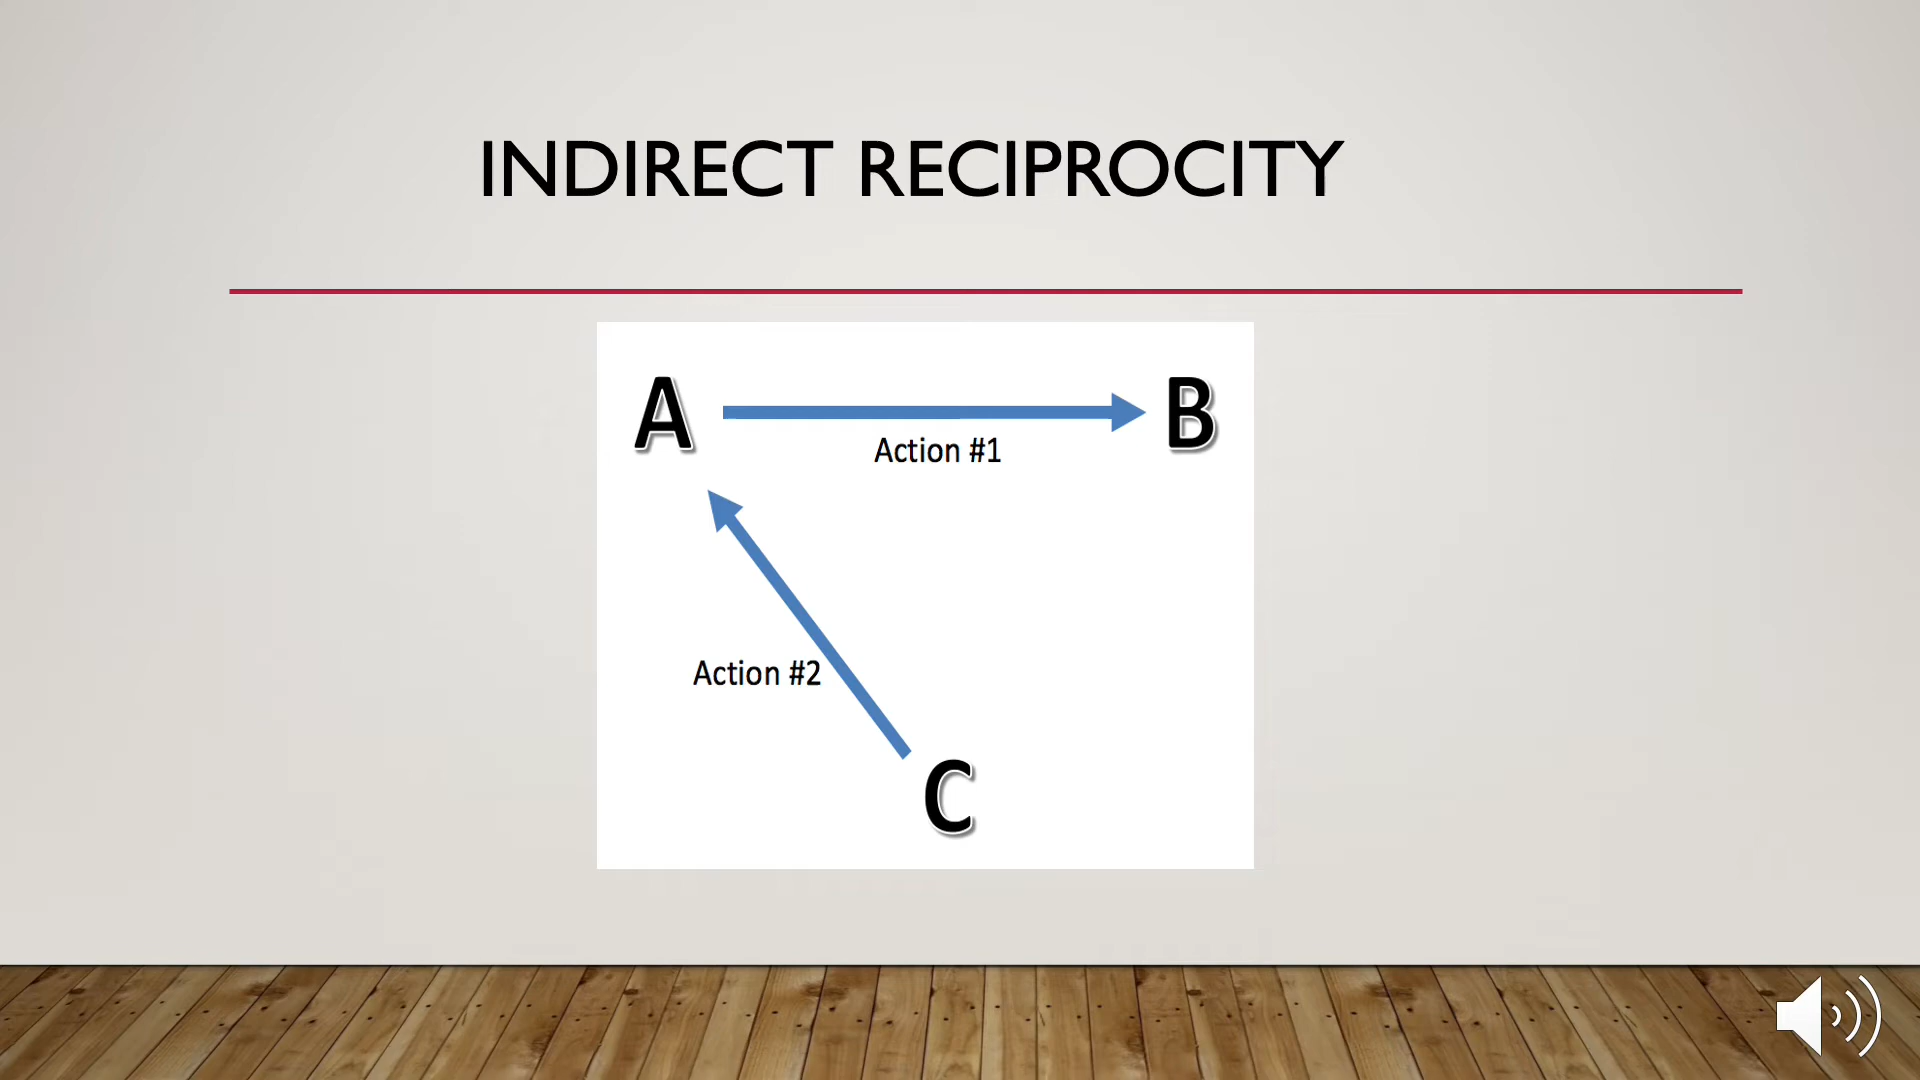 INDIRECT RECIPROCITY
A
B
Action #1
Action #2
C